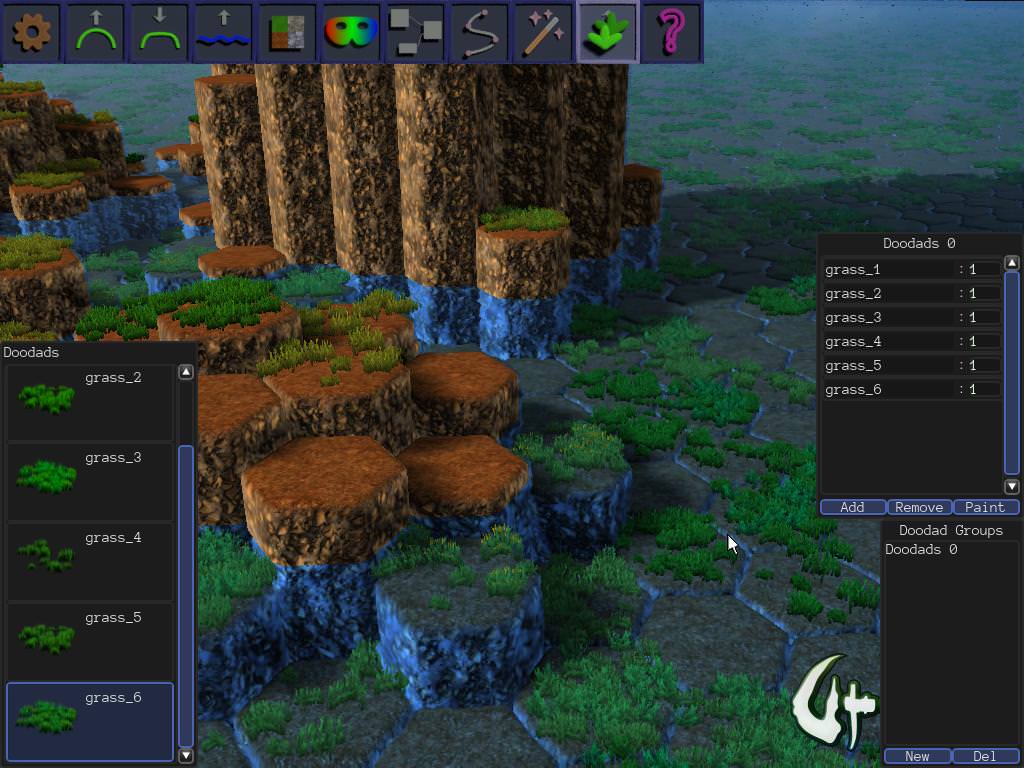 Doodads
grass_2
grass_3
grass_4
grass_5
grass_6
Doodads 0
grass_1 : 1
grass_2 : 1
grass_3 : 1
grass_4 : 1
grass_5 : 1
grass_6 : 1
Add Remove Paint
Doodad Groups
Doodads 0
New Del